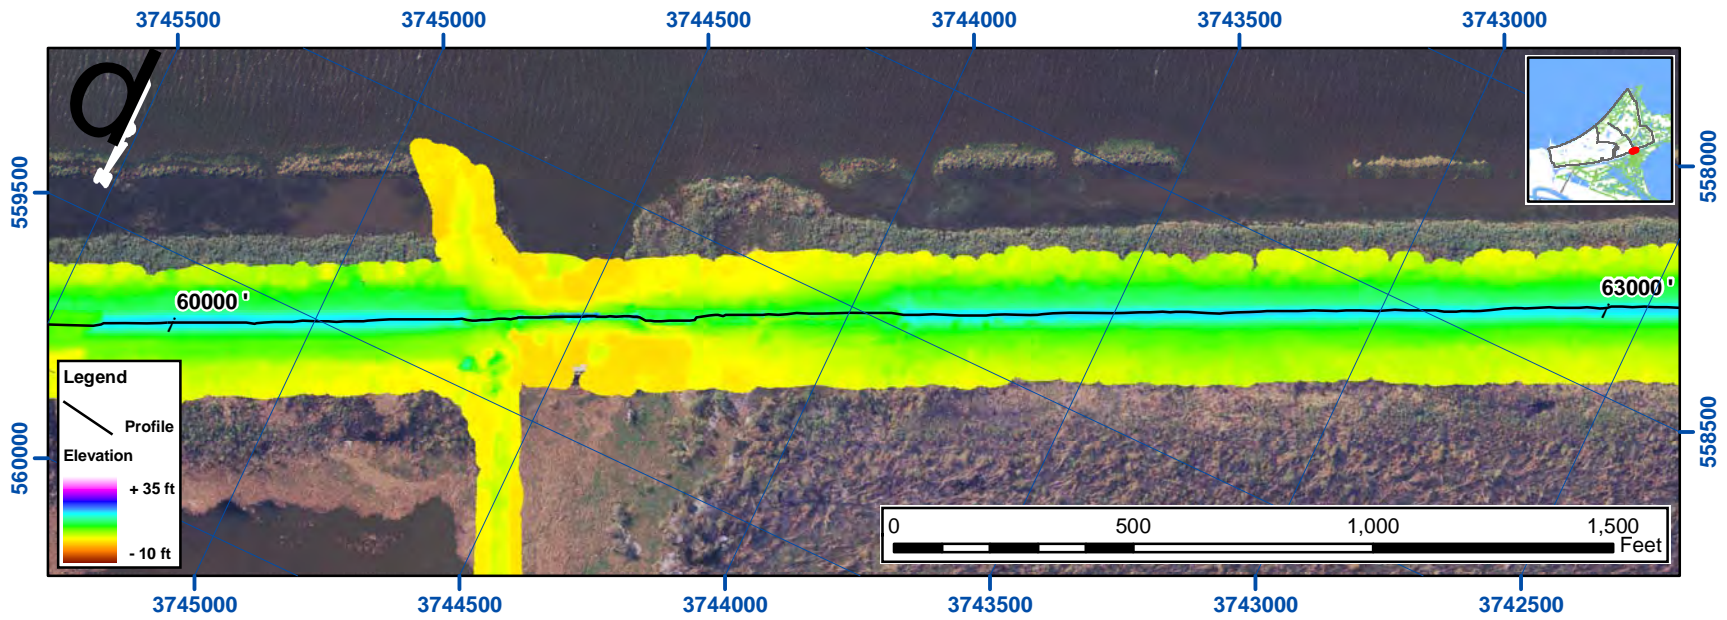 3745500 3745000 3744500 3744000 3743500 3743000
559500
558000
60000 '
63000 '
Legend
Profile
Elevation
+ 35 ft
- 10 ft
560000
558500
0 500 1,000 1,500
Feet
3745000 3744500 3744000 3743500 3743000 3742500